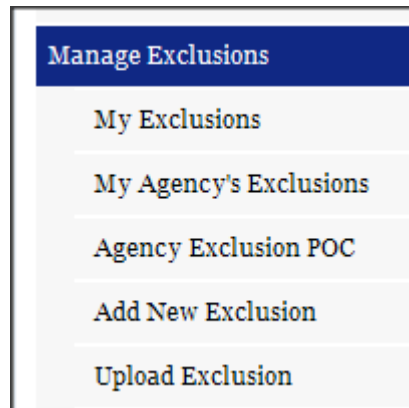 Manage Exclusions
My Exclusions
My Agency's Exclusions
Agency Exclusion POC
Add New Exclusion
Upload Exclusion